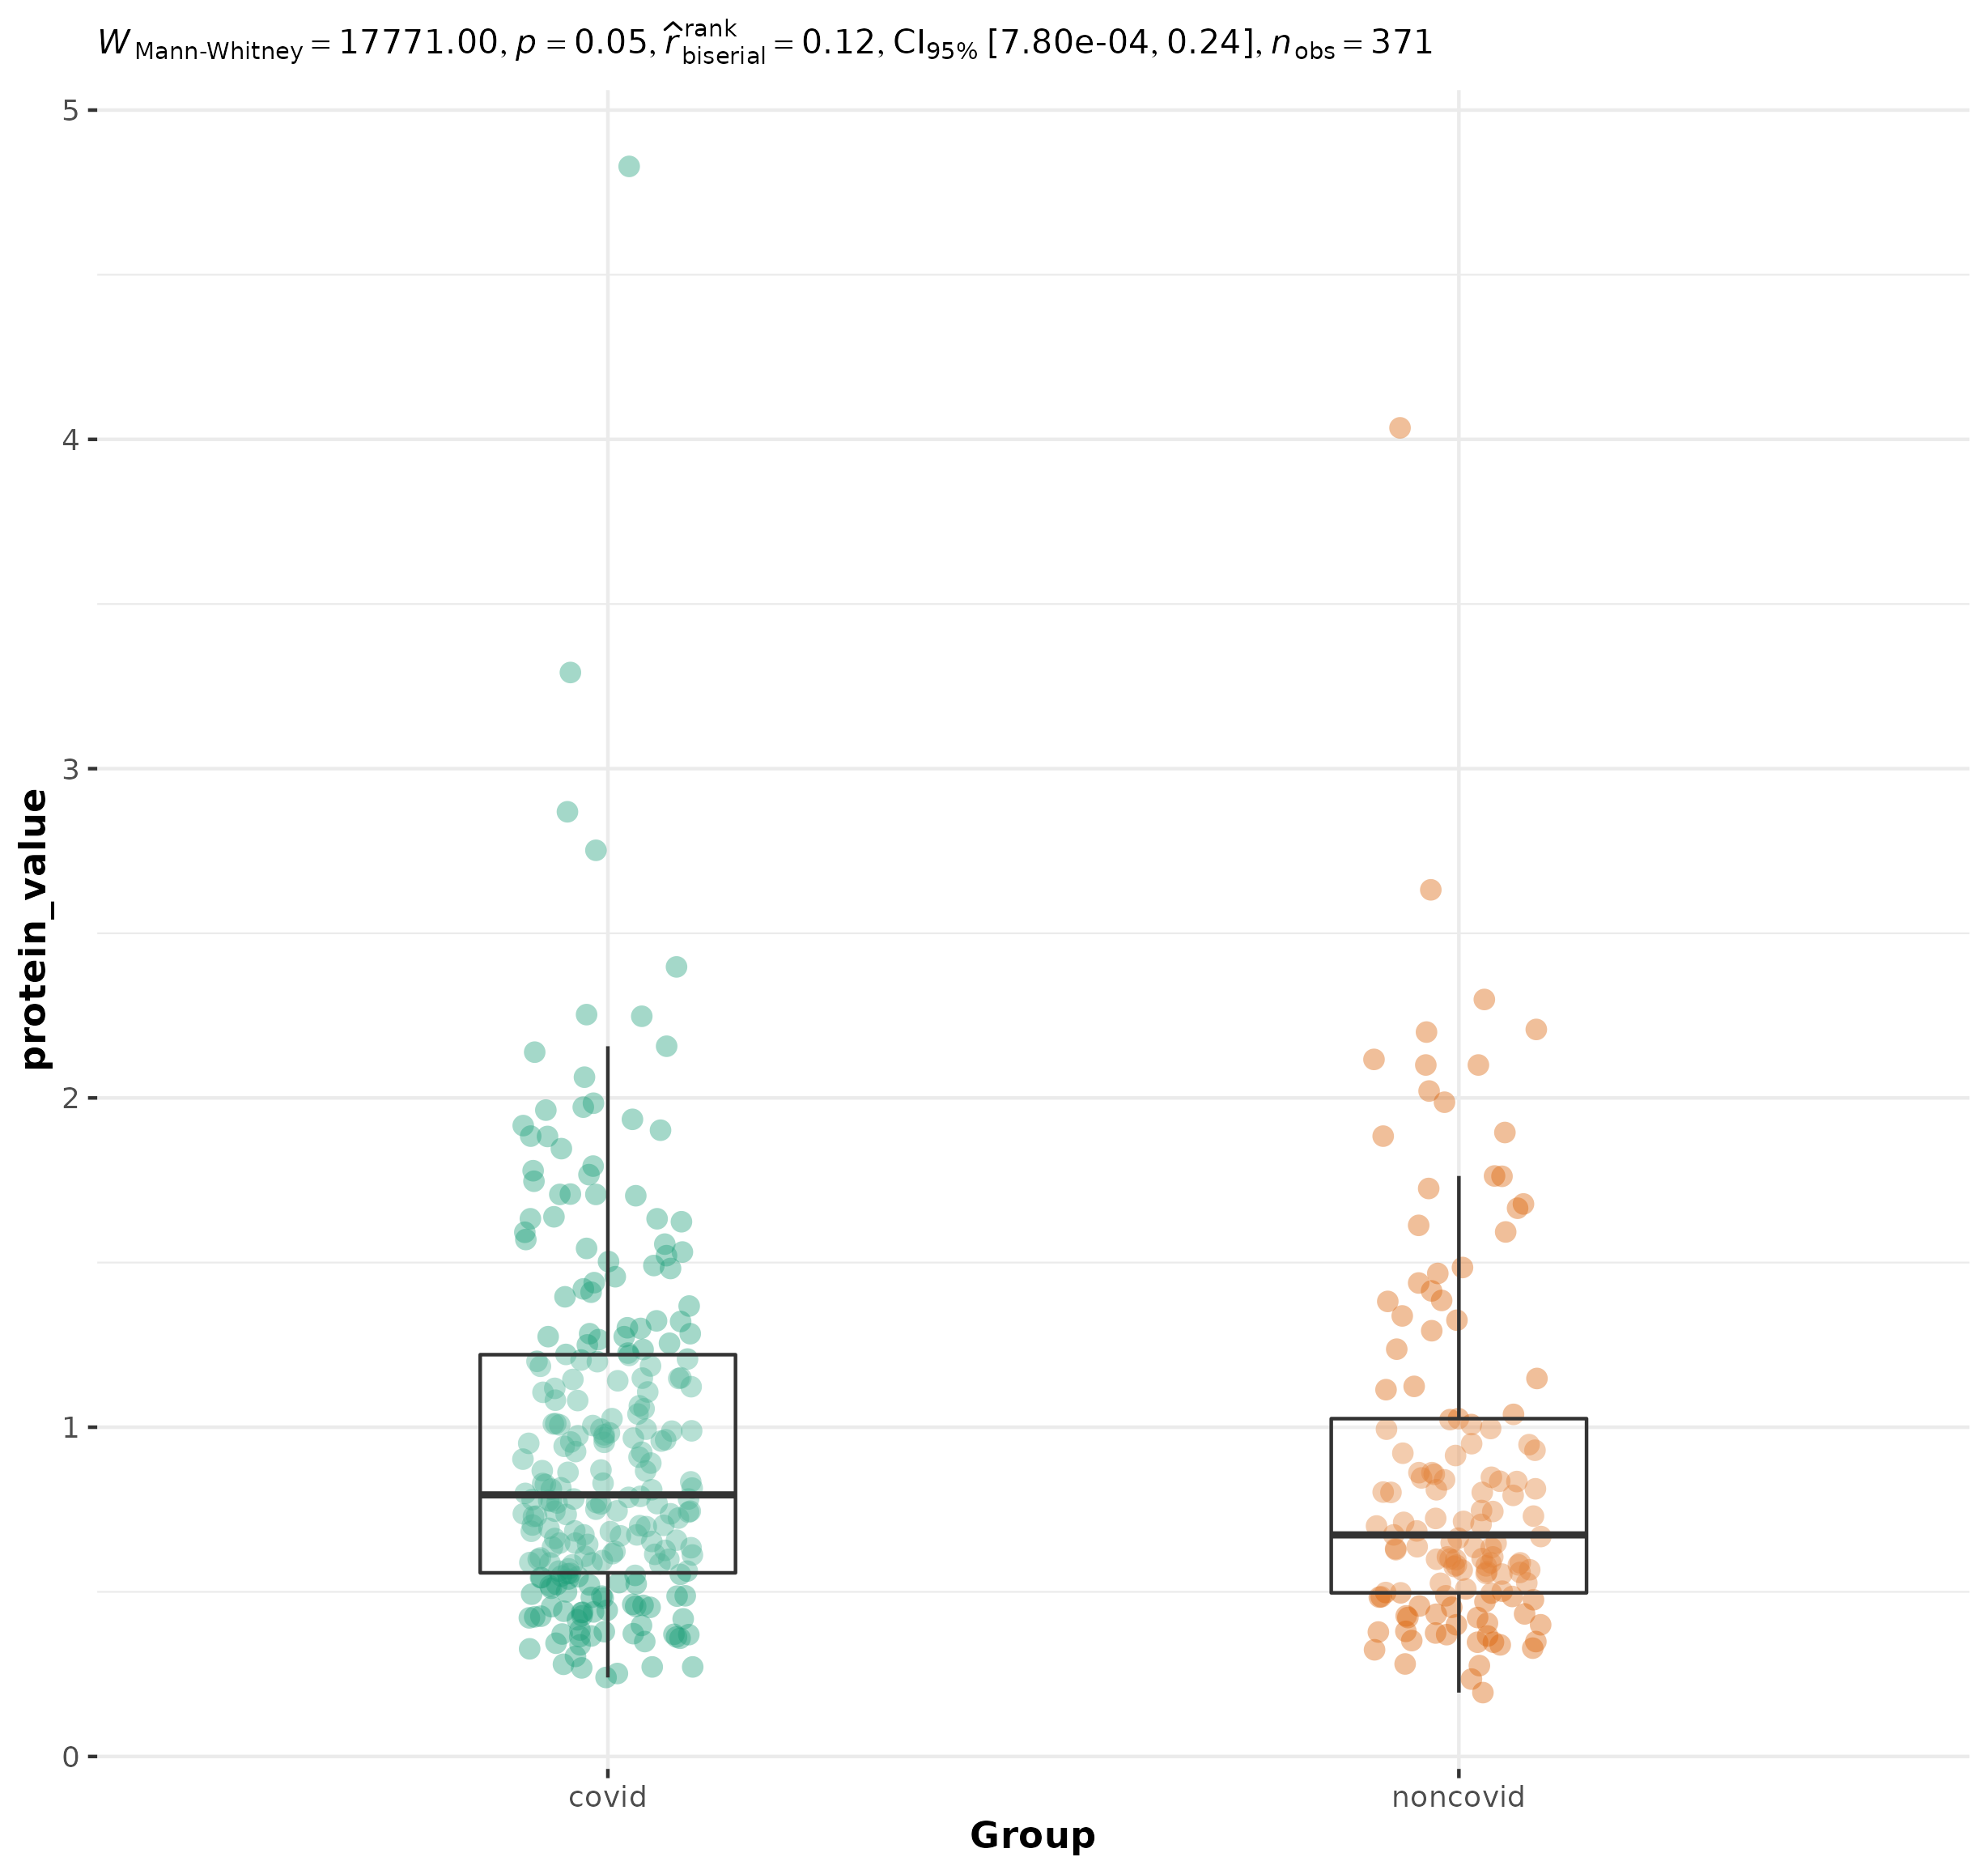 W Mann-Whitney = 17771.00, p = 0.05, r̂ rank biserial = 0.12, CI95% [7.80e-04, 0.24], nobs = 371
5
4
3
2
1
0
protein_value
covid noncovid
Group